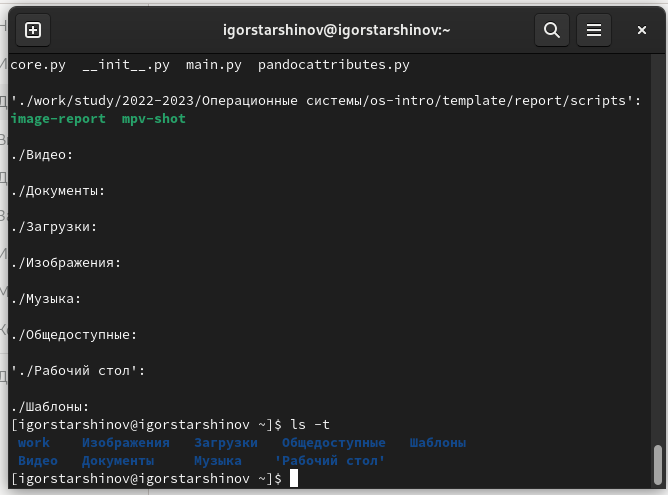 igorstarshinov@igorstarshinov:~
core.py  __init__.py  main.py  pandocattributes.py
'./work/study/2022-2023/Операционные системы/os-intro/template/report/scripts':
image-report  mpv-shot
./Видео:
./Документы:
./Загрузки:
./Изображения:
./Музыка:
./Общедоступные:
'./Рабочий стол':
./Шаблоны:
[igorstarshinov@igorstarshinov ~]$ ls -t
work    Изображения   Загрузки   Общедоступные   Шаблоны
Видео   Документы     Музыка    'Рабочий стол'
[igorstarshinov@igorstarshinov ~]$